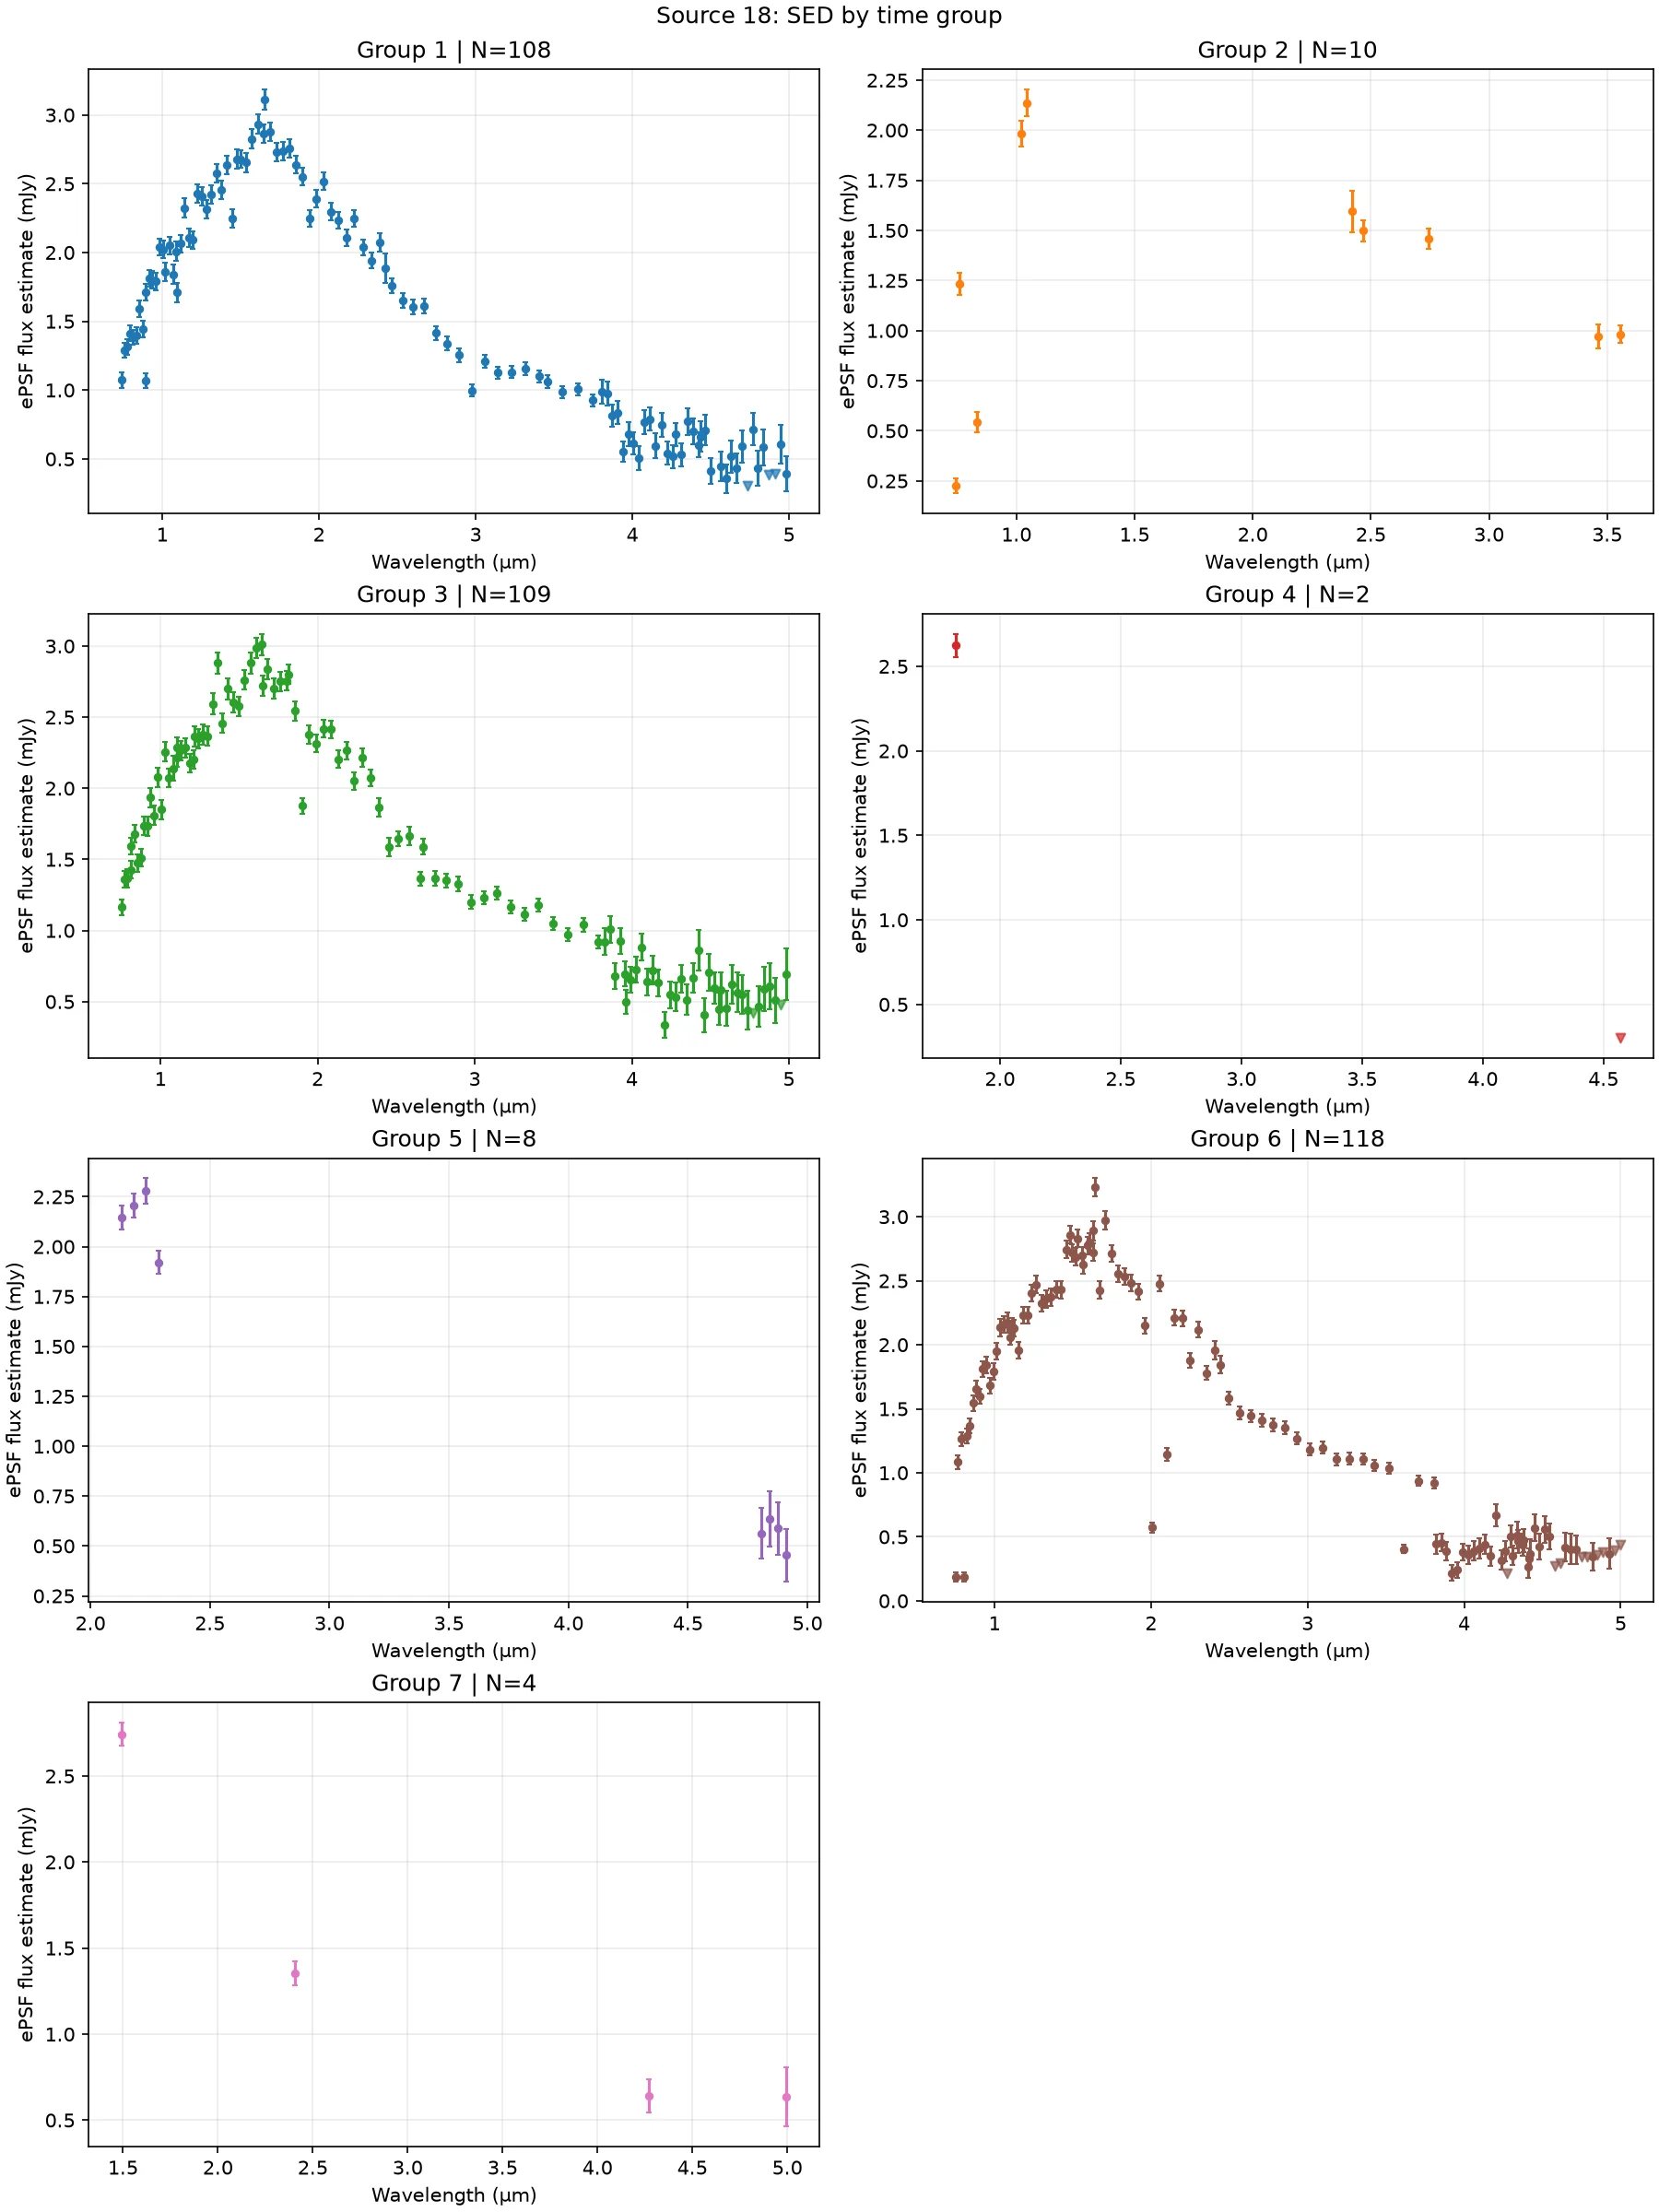 Source 18: SED by time group
Group 1 | N=108
3.0
2.5
2.0
1.5
1.0
0.5
ePSF flux estimate (mJy)
1 2 3 4 5
Wavelength (µm)
Group 2 | N=10
2.25
2.00
1.75
1.50
1.25
1.00
0.75
0.50
0.25
ePSF flux estimate (mJy)
1.0 1.5 2.0 2.5 3.0 3.5
Wavelength (µm)
Group 3 | N=109
3.0
2.5
2.0
1.5
1.0
0.5
ePSF flux estimate (mJy)
1 2 3 4 5
Wavelength (µm)
Group 4 | N=2
2.5
2.0
1.5
1.0
0.5
ePSF flux estimate (mJy)
2.0 2.5 3.0 3.5 4.0 4.5
Wavelength (µm)
Group 5 | N=8
2.25
2.00
1.75
1.50
1.25
1.00
0.75
0.50
0.25
ePSF flux estimate (mJy)
2.0 2.5 3.0 3.5 4.0 4.5 5.0
Wavelength (µm)
Group 6 | N=118
3.0
2.5
2.0
1.5
1.0
0.5
0.0
ePSF flux estimate (mJy)
1 2 3 4 5
Wavelength (µm)
Group 7 | N=4
2.5
2.0
1.5
1.0
0.5
ePSF flux estimate (mJy)
1.5 2.0 2.5 3.0 3.5 4.0 4.5 5.0
Wavelength (µm)